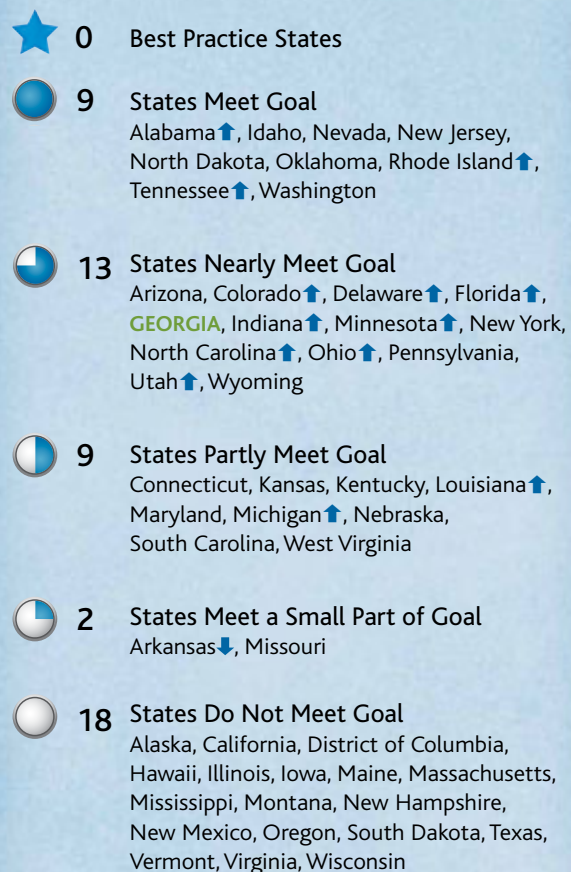 0 Best Practice States
9 States Meet Goal
Alabama⬆, Idaho, Nevada, New Jersey,
North Dakota, Oklahoma, Rhode Island⬆,
Tennessee⬆, Washington
13 States Nearly Meet Goal
Arizona, Colorado⬆, Delaware⬆, Florida⬆,
GEORGIA, Indiana⬆, Minnesota⬆, New York,
North Carolina⬆, Ohio⬆, Pennsylvania,
Utah⬆, Wyoming
9 States Partly Meet Goal
Connecticut, Kansas, Kentucky, Louisiana⬆,
Maryland, Michigan⬆, Nebraska,
South Carolina, West Virginia
2 States Meet a Small Part of Goal
Arkansas⬇, Missouri
18 States Do Not Meet Goal
Alaska, California, District of Columbia,
Hawaii, Illinois, Iowa, Maine, Massachusetts,
Mississippi, Montana, New Hampshire,
New Mexico, Oregon, South Dakota, Texas,
Vermont, Virginia, Wisconsin